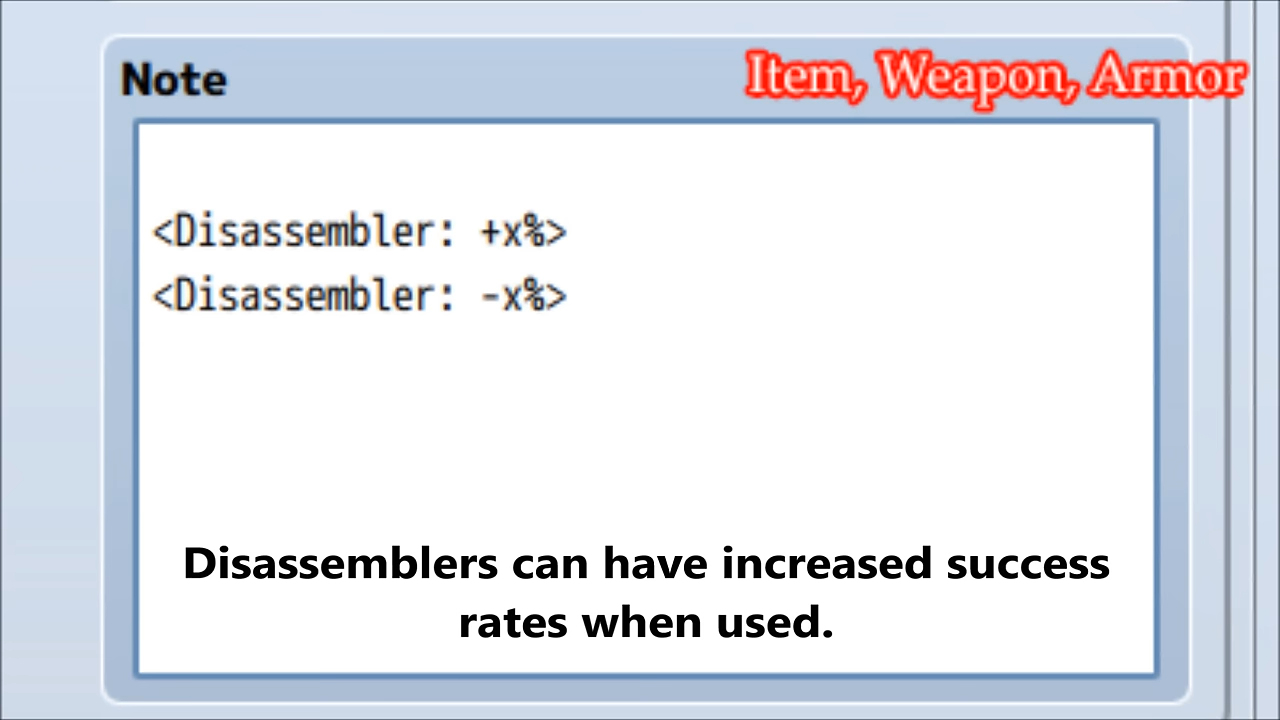 Note
Item, Weapon, Armor
<Disassembler: +x%>
<Disassembler: -x%>
Disassemblers can have increased success
rates when used.